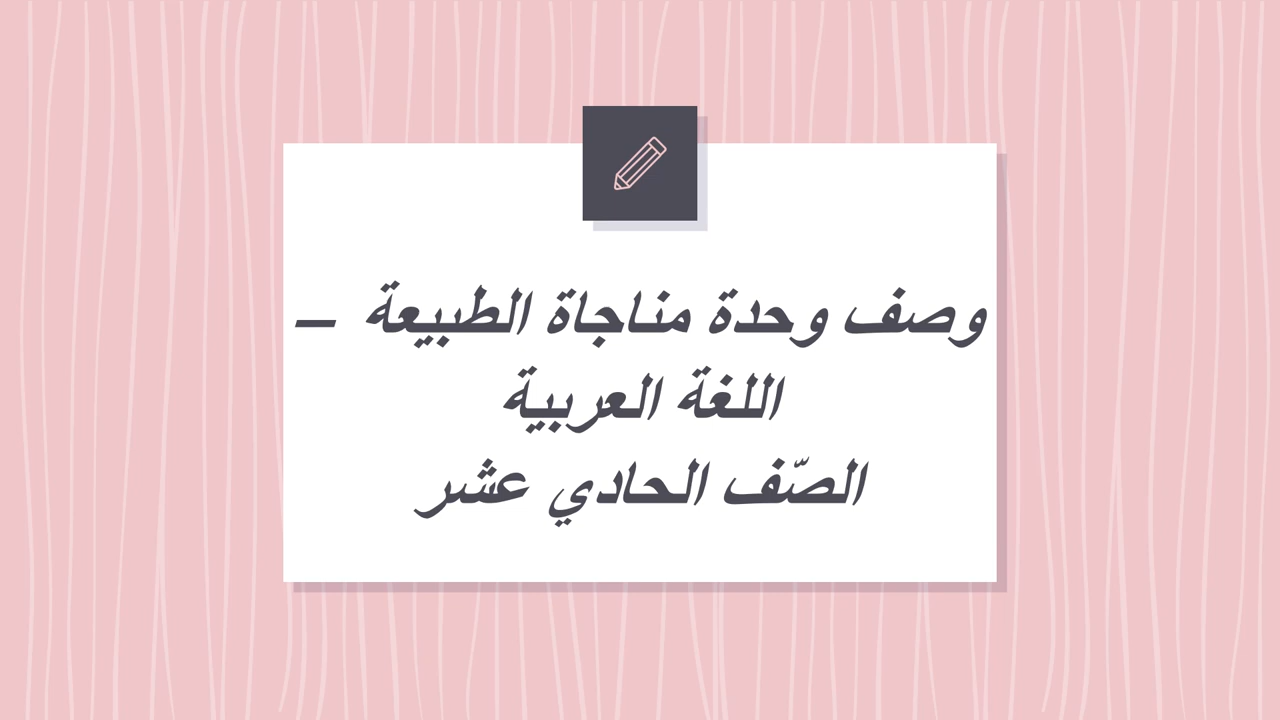 وصف وحدة مناجاة الطبيعة –
اللغة العربية
الصّف الحادي عشر